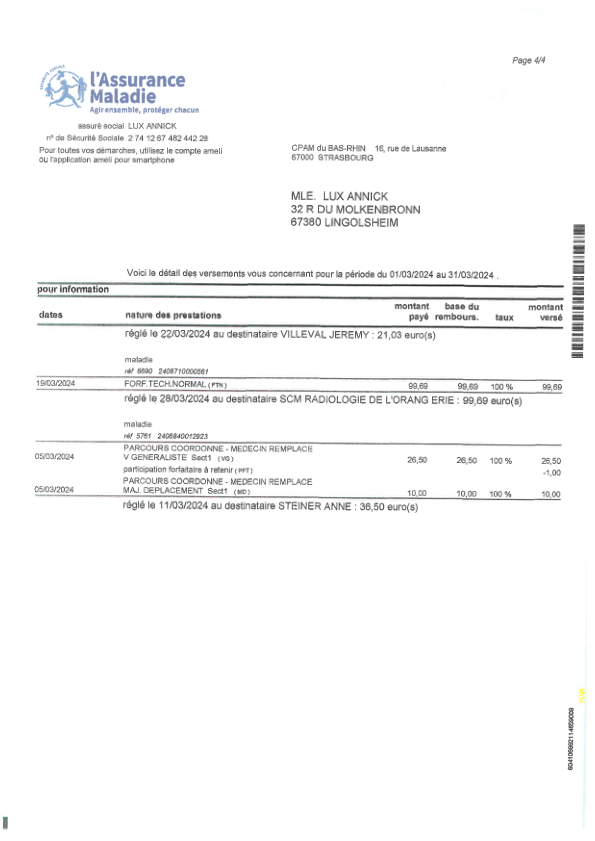 Page 4/4
l'Assurance
Maladie
Agir ensemble, protéger chacun
assuré social LUX ANNICK
n° de Sécurité Sociale 2 74 12 67 482 442 28
Pour toutes vos démarches, utilisez le compte ameli
ou l'application ameli pour smartphone
CPAM du BAS-RHIN 16, rue de Lausanne
67000 STRASBOURG
MLE. LUX ANNICK
32 R DU MOLKENBRONN
67380 LINGOLSHEIM
Voici le détail des versements vous concernant pour la période du 01/03/2024 au 31/03/2024 .
pour information
dates nature des prestations montant payé base du rembours. taux montant versé
réglé le 22/03/2024 au destinataire VILLEVAL JEREMY : 21,03 euro(s)
maladie
réf 6690 2406710000561
19/03/2024 FORF.TECH.NORMAL (FTN) 99,69 99,69 100 % 99,69
réglé le 28/03/2024 au destinataire SCM RADIOLOGIE DE L'ORANG ERIE : 99,69 euro(s)
maladie
réf 5761 2406840012923
PARCOURS COORDONNE - MEDECIN REMPLACE
05/03/2024 V GENERALISTE Sect1 (VG) 26,50 26,50 100 % 26,50
participation forfaitaire à retenir (PFT) -1,00
PARCOURS COORDONNE - MEDECIN REMPLACE
05/03/2024 MAJ. DEPLACEMENT Sect1 (MD) 10,00 10,00 100 % 10,00
réglé le 11/03/2024 au destinataire STEINER ANNE : 36,50 euro(s)